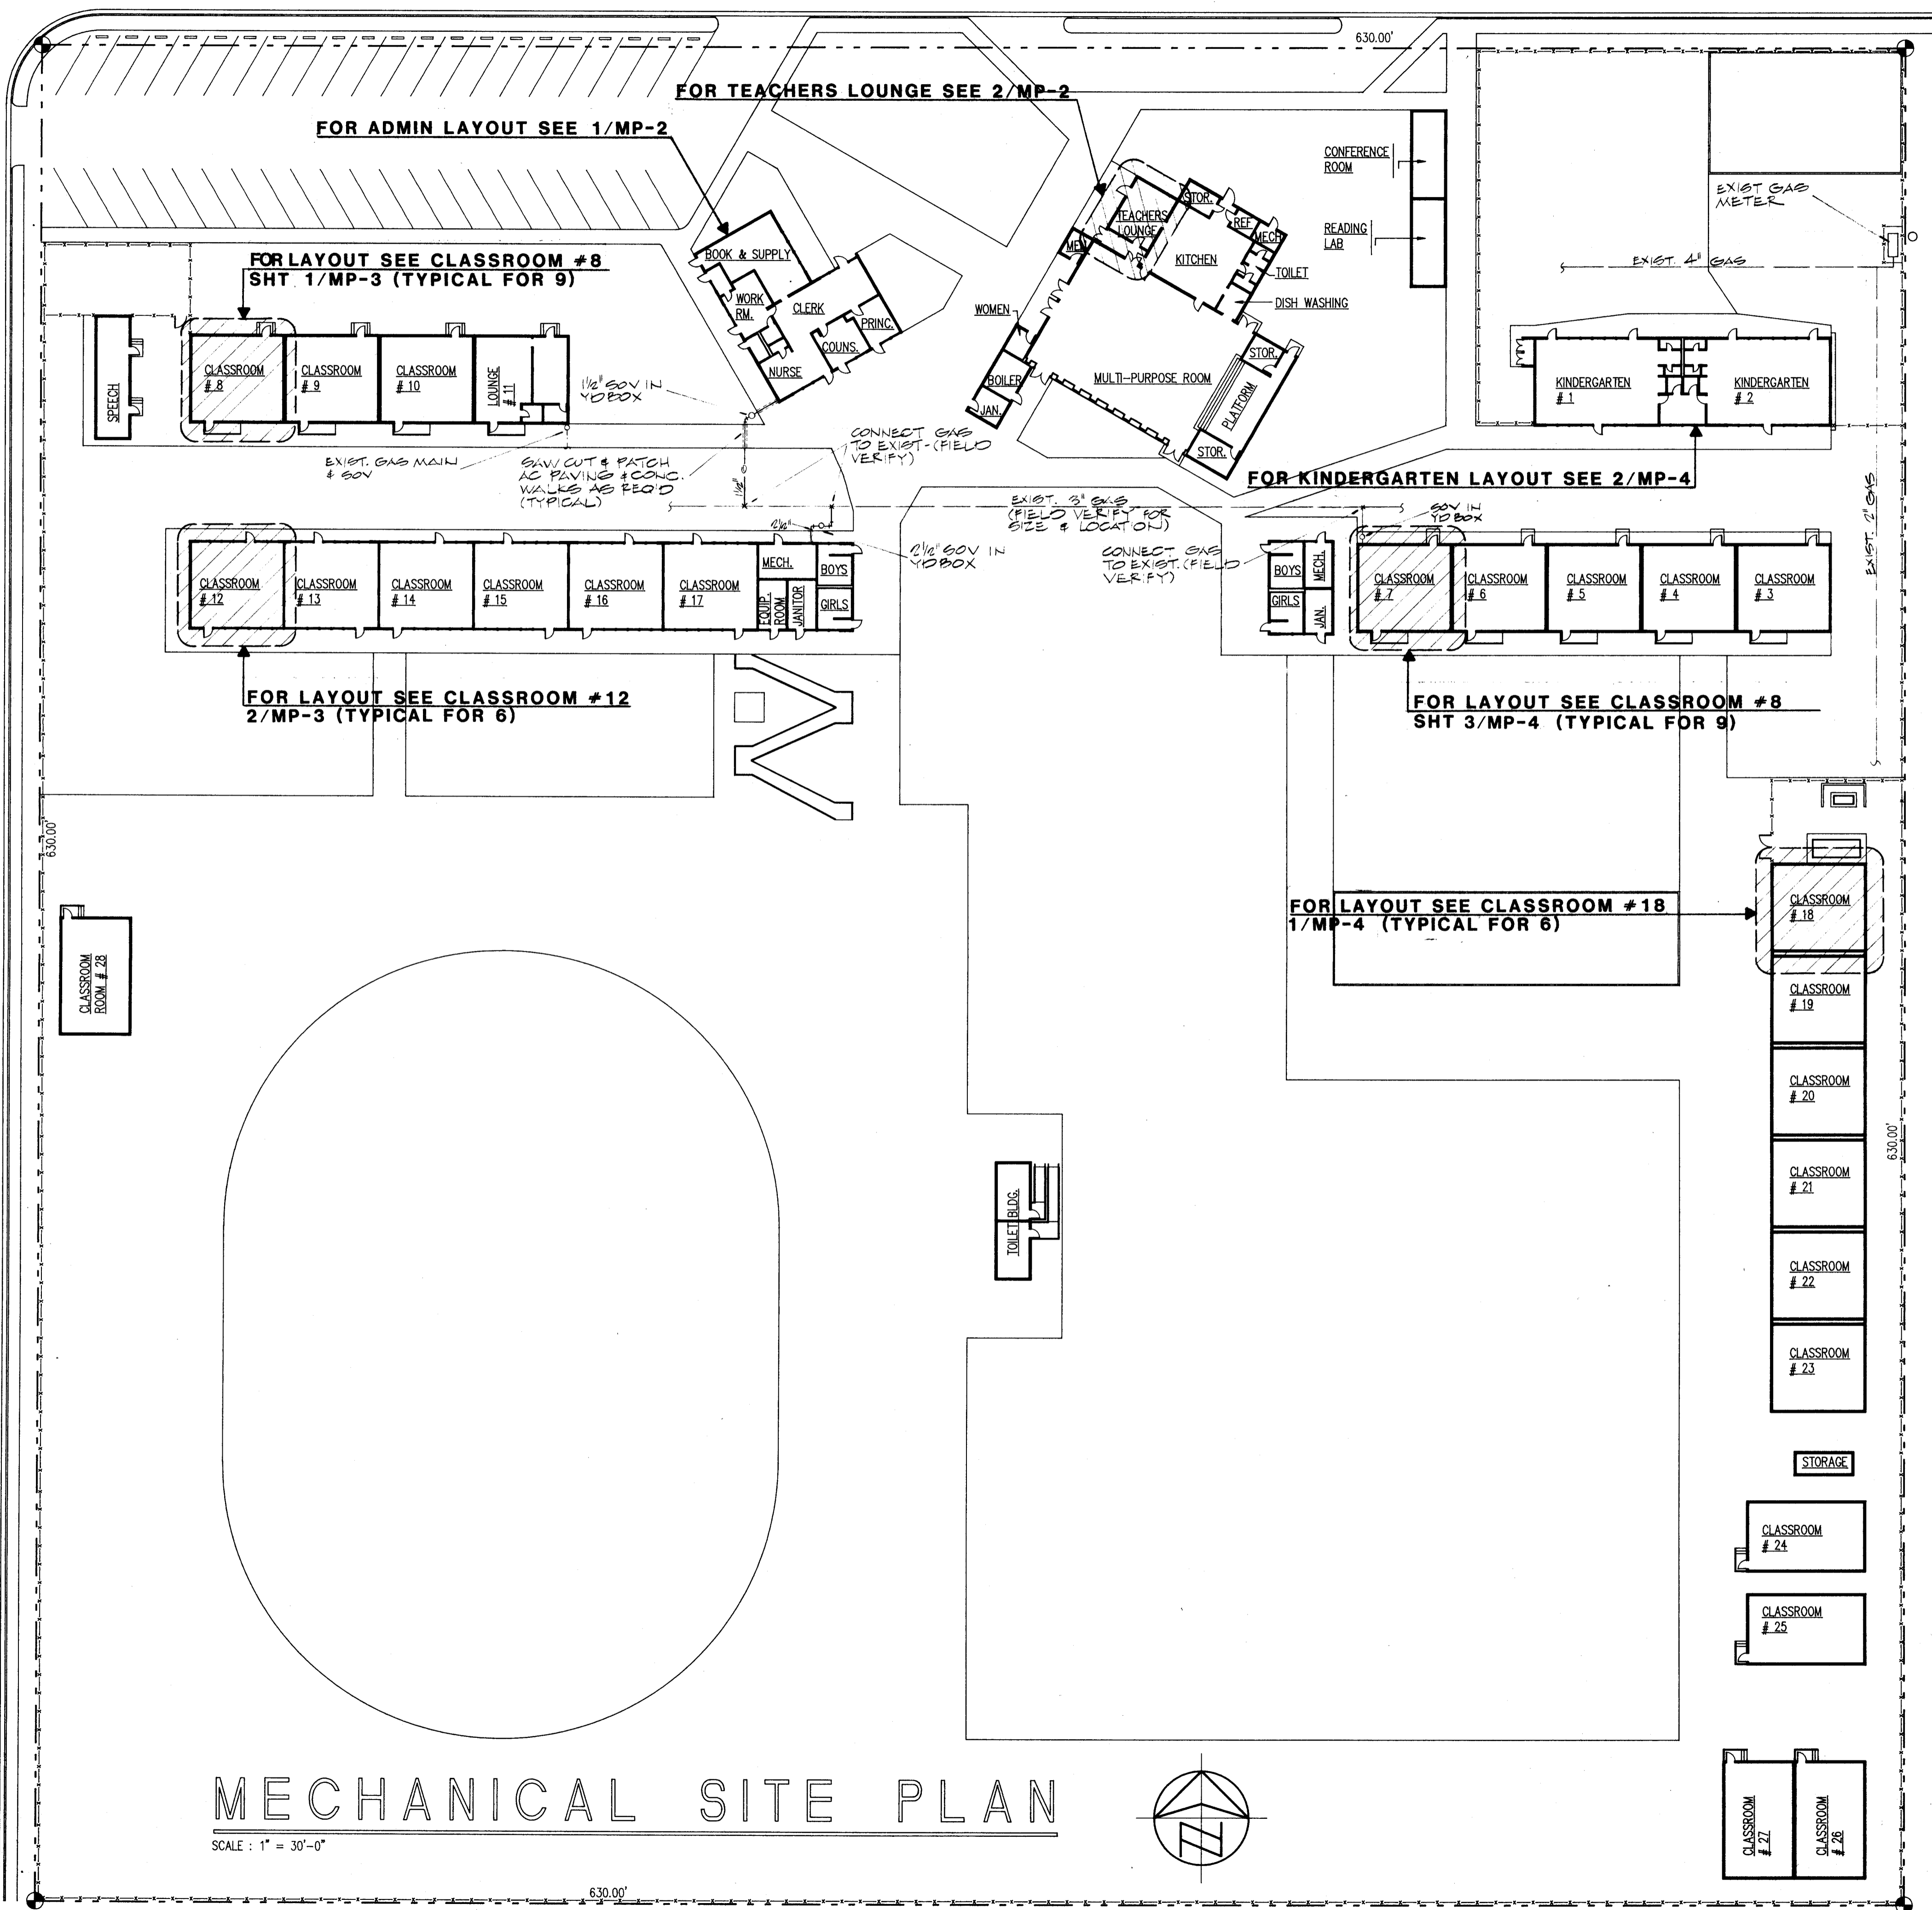 630.00'
FOR TEACHERS LOUNGE SEE 2/MP-2
FOR ADMIN LAYOUT SEE 1/MP-2
CONFERENCE
ROOM
READING
LAB
EXIST GAS
METER
EXIST. 4" GAS
STOR.
TEACHERS
LOUNGE
REF
MECH
MEN
KITCHEN
TOILET
DISH WASHING
WOMEN
BOILER
JAN.
MULTI-PURPOSE ROOM
STOR.
PLATFORM
STOR.
BOOK & SUPPLY
WORK
RM.
CLERK
PRINC.
COUNS.
NURSE
FOR LAYOUT SEE CLASSROOM #8
SHT 1/MP-3 (TYPICAL FOR 9)
SPEECH
CLASSROOM
# 8
CLASSROOM
# 9
CLASSROOM
# 10
LOUNGE
# 11
1½" SOV IN
YD BOX
KINDERGARTEN
# 1
KINDERGARTEN
# 2
EXIST. GAS MAIN
& SOV
SAW CUT & PATCH
AC PAVING & CONC.
WALKS AS REQ'D
(TYPICAL)
1½"
CONNECT GAS
TO EXIST-(FIELD
VERIFY)
FOR KINDERGARTEN LAYOUT SEE 2/MP-4
EXIST. 3" GAS
(FIELD VERIFY FOR
SIZE & LOCATION)
SOV IN
YD BOX
EXIST. 2" GAS
2½"
2½" SOV IN
YD BOX
CONNECT GAS
TO EXIST. (FIELD
VERIFY)
CLASSROOM
# 12
CLASSROOM
# 13
CLASSROOM
# 14
CLASSROOM
# 15
CLASSROOM
# 16
CLASSROOM
# 17
MECH.
EQUIP.
ROOM
JANITOR
BOYS
GIRLS
BOYS
GIRLS
MECH.
JAN.
CLASSROOM
# 7
CLASSROOM
# 6
CLASSROOM
# 5
CLASSROOM
# 4
CLASSROOM
# 3
FOR LAYOUT SEE CLASSROOM #12
2/MP-3 (TYPICAL FOR 6)
FOR LAYOUT SEE CLASSROOM #8
SHT 3/MP-4 (TYPICAL FOR 9)
630.00'
FOR LAYOUT SEE CLASSROOM #18
1/MP-4 (TYPICAL FOR 6)
CLASSROOM
# 18
CLASSROOM
ROOM # 28
CLASSROOM
# 19
CLASSROOM
# 20
630.00'
CLASSROOM
# 21
TOILET BLDG.
CLASSROOM
# 22
CLASSROOM
# 23
STORAGE
CLASSROOM
# 24
CLASSROOM
# 25
CLASSROOM
# 27
CLASSROOM
# 26
MECHANICAL SITE PLAN
SCALE : 1" = 30'-0"
N
630.00'